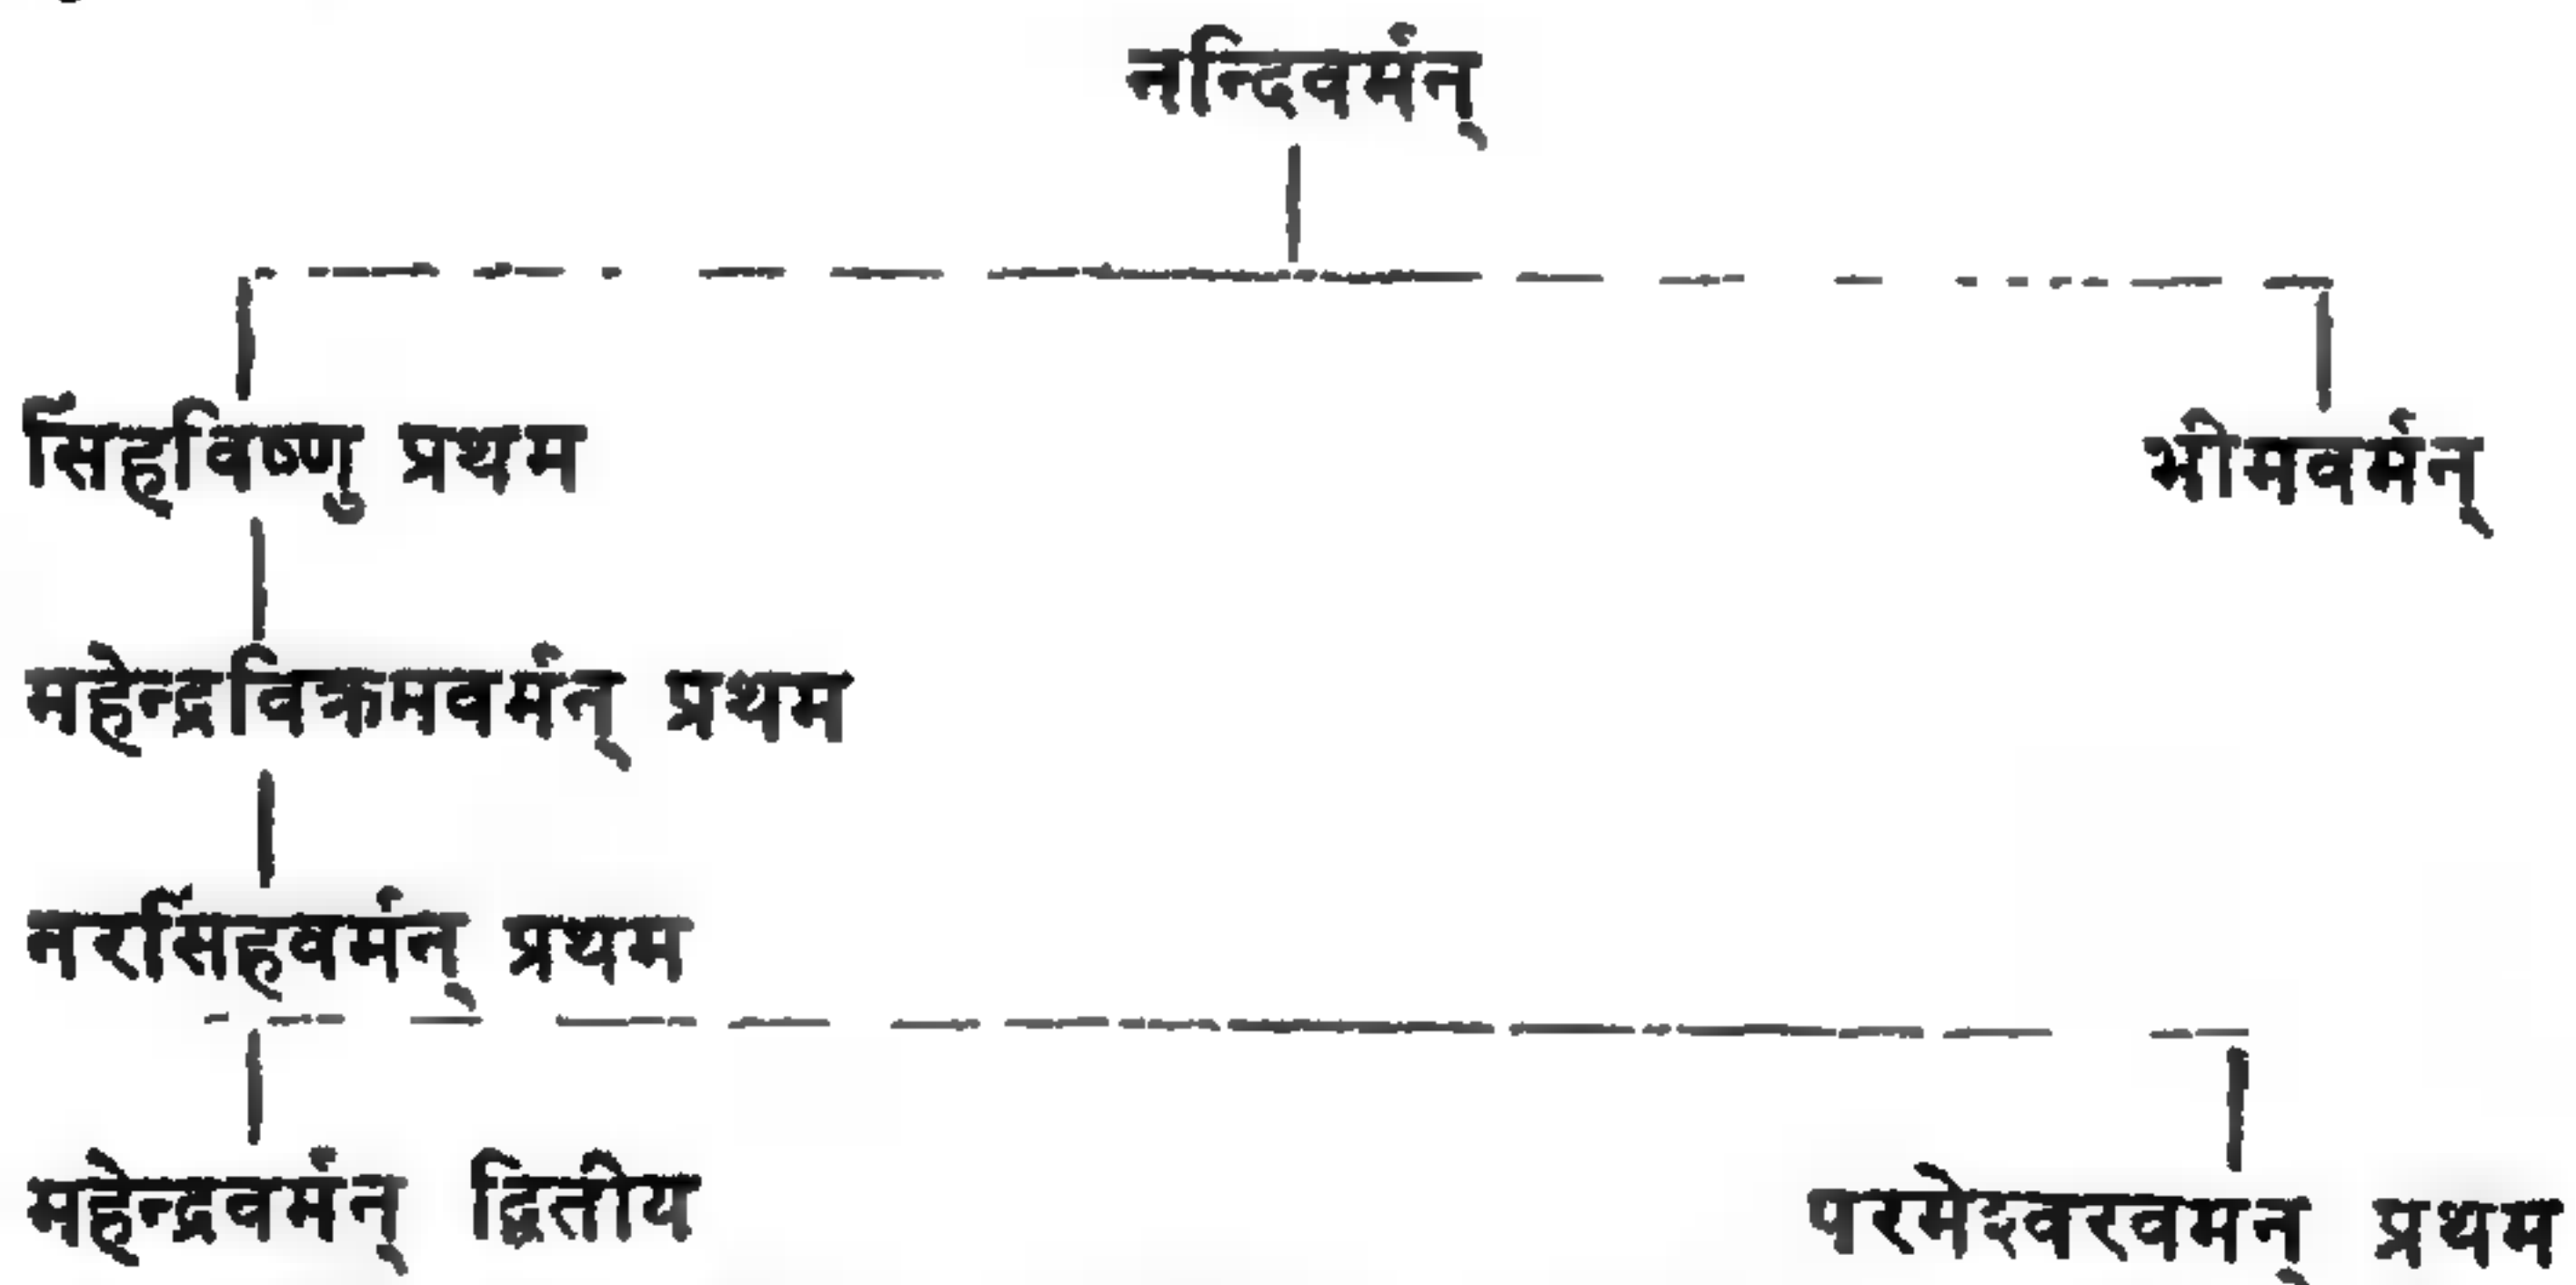 नन्दिवर्मन्
सिंहविष्णु प्रथम भीमवर्मन्
महेन्द्रविक्रमवर्मन् प्रथम
नरसिंहवर्मन् प्रथम
महेन्द्रवर्मन् द्वितीय परमेश्वरवमन् प्रथम